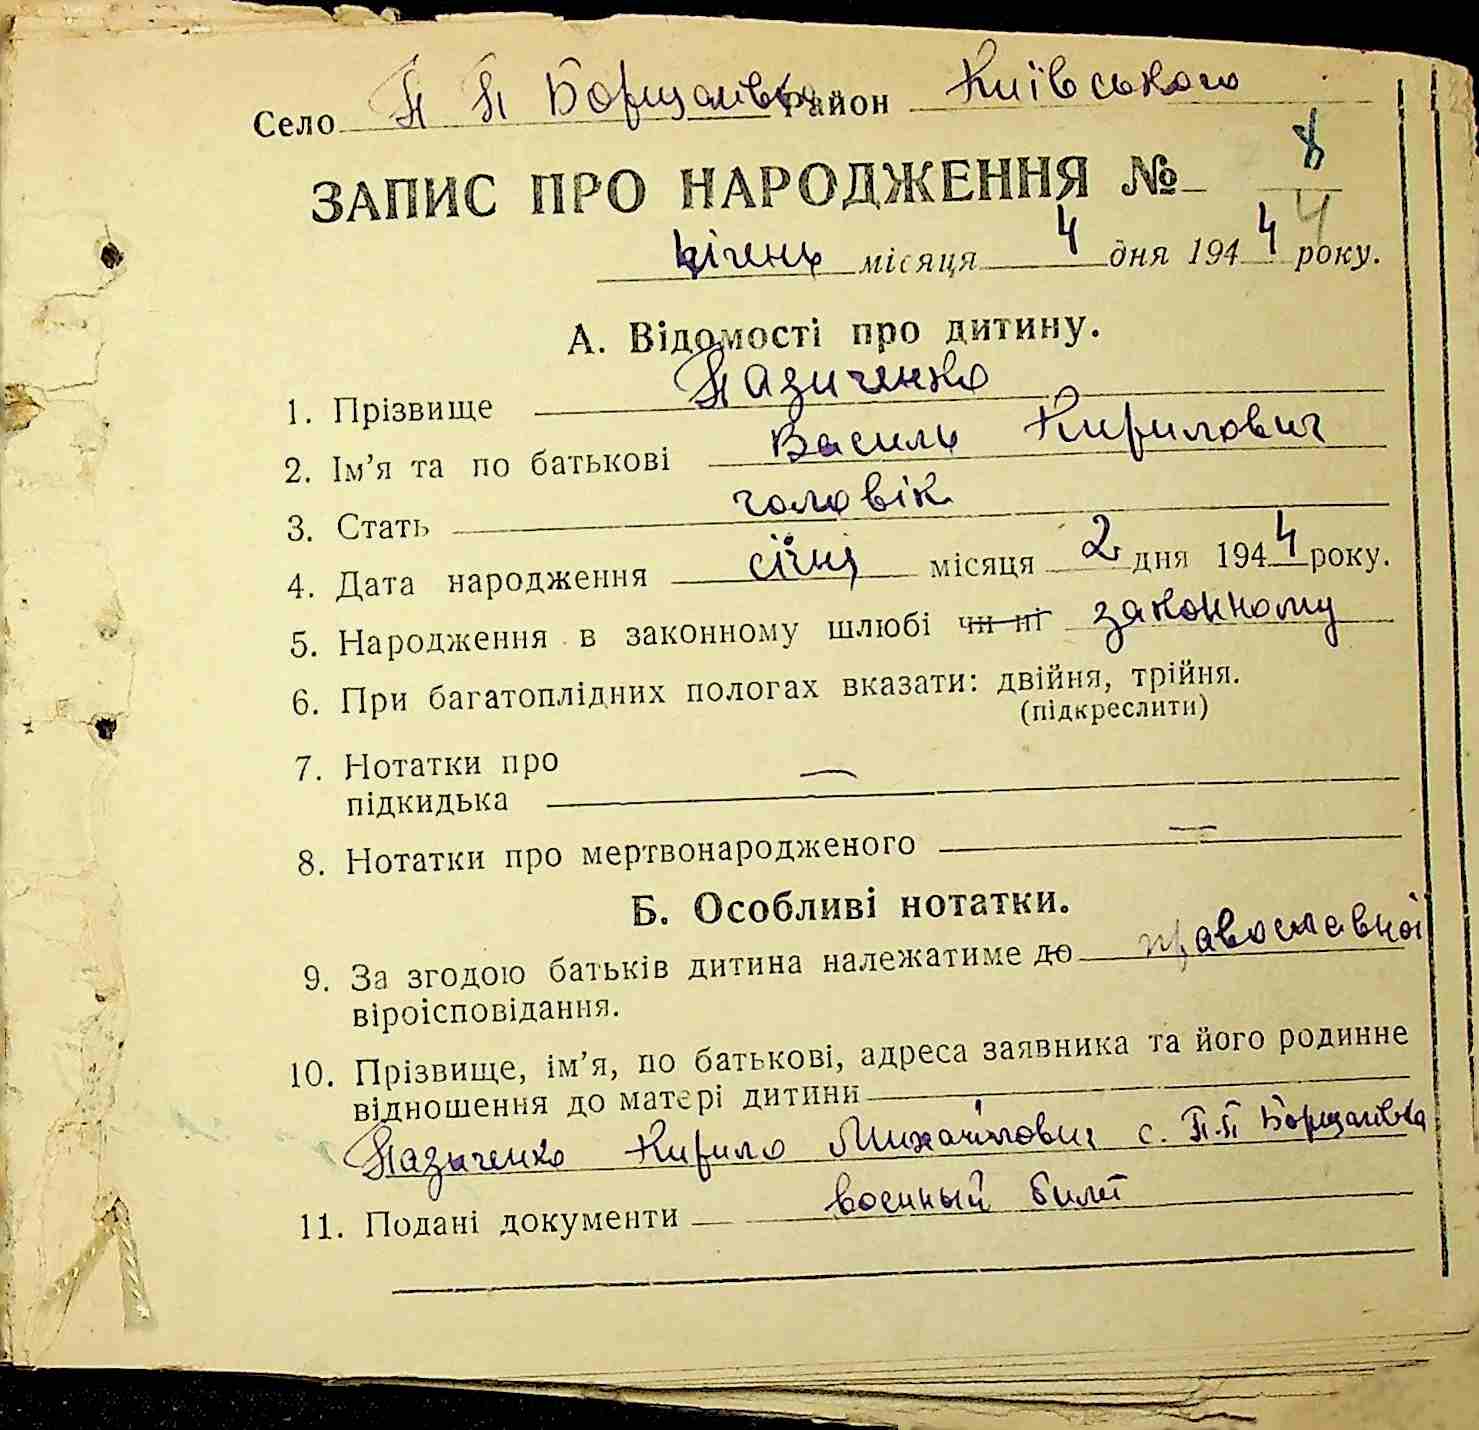 Село П П Борщагівка район Київського
ЗАПИС ПРО НАРОДЖЕННЯ № 8
4
січень місяця 4 дня 1944 року.
А. Відомості про дитину.
1. Прізвище Пазиченко
2. Ім’я та по батькові Василь Кирилович
3. Стать чоловік
4. Дата народження січня місяця 2 дня 1944 року.
5. Народження в законному шлюбі чи ні законному
6. При багатоплідних пологах вказати: двійня, трійня.
(підкреслити)
7. Нотатки про
підкидька —
8. Нотатки про мертвонародженого —
Б. Особливі нотатки.
9. За згодою батьків дитина належатиме до православної
віроісповідання.
10. Прізвище, ім’я, по батькові, адреса заявника та його родинне
відношення до матері дитини
Пазиченко Кирило Михайлович с. П.П Борщагівка
11. Подані документи военный билет